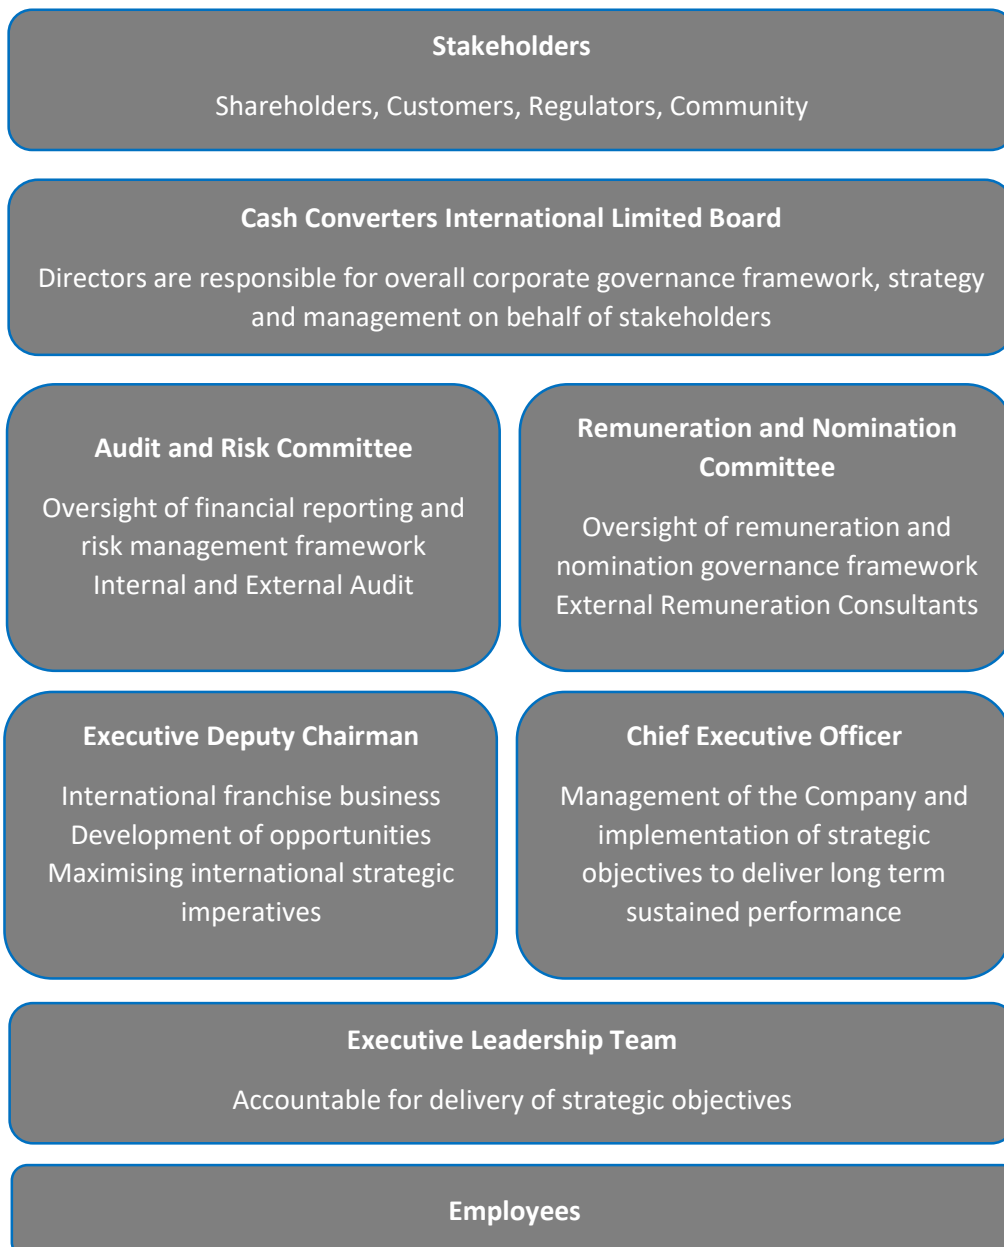 Stakeholders
Shareholders, Customers, Regulators, Community
Cash Converters International Limited Board
Directors are responsible for overall corporate governance framework, strategy
and management on behalf of stakeholders
Audit and Risk Committee
Oversight of financial reporting and
risk management framework
Internal and External Audit
Remuneration and Nomination
Committee
Oversight of remuneration and
nomination governance framework
External Remuneration Consultants
Executive Deputy Chairman
International franchise business
Development of opportunities
Maximising international strategic
imperatives
Chief Executive Officer
Management of the Company and
implementation of strategic
objectives to deliver long term
sustained performance
Executive Leadership Team
Accountable for delivery of strategic objectives
Employees